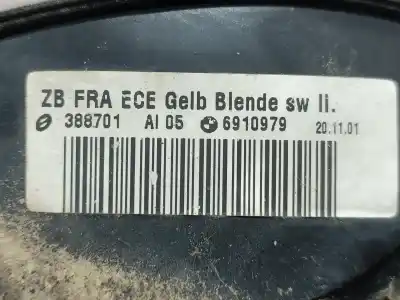 ZB FRA ECE Gelb Blende sw li.
388701 AI 05 6910979 20.11.01